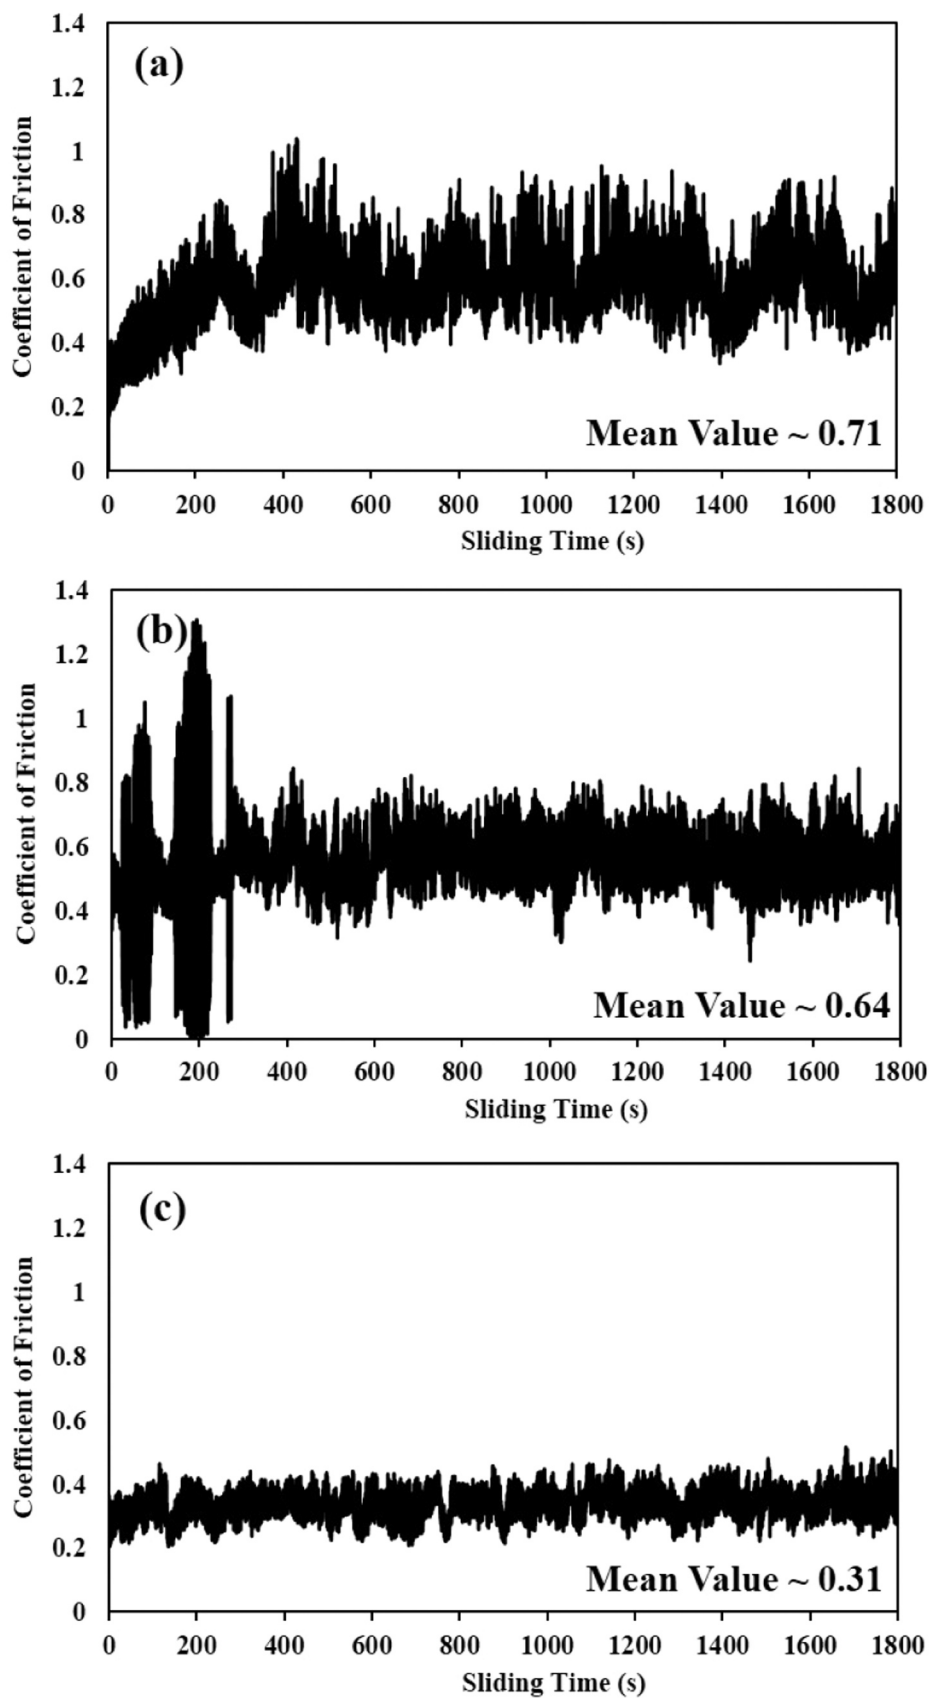 (a)
Coefficient of Friction
1.4
1.2
1
0.8
0.6
0.4
0.2
0
Mean Value ~ 0.71
0 200 400 600 800 1000 1200 1400 1600 1800
Sliding Time (s)
(b)
Coefficient of Friction
1.4
1.2
1
0.8
0.6
0.4
0.2
0
Mean Value ~ 0.64
0 200 400 600 800 1000 1200 1400 1600 1800
Sliding Time (s)
(c)
Coefficient of Friction
1.4
1.2
1
0.8
0.6
0.4
0.2
0
Mean Value ~ 0.31
0 200 400 600 800 1000 1200 1400 1600 1800
Sliding Time (s)